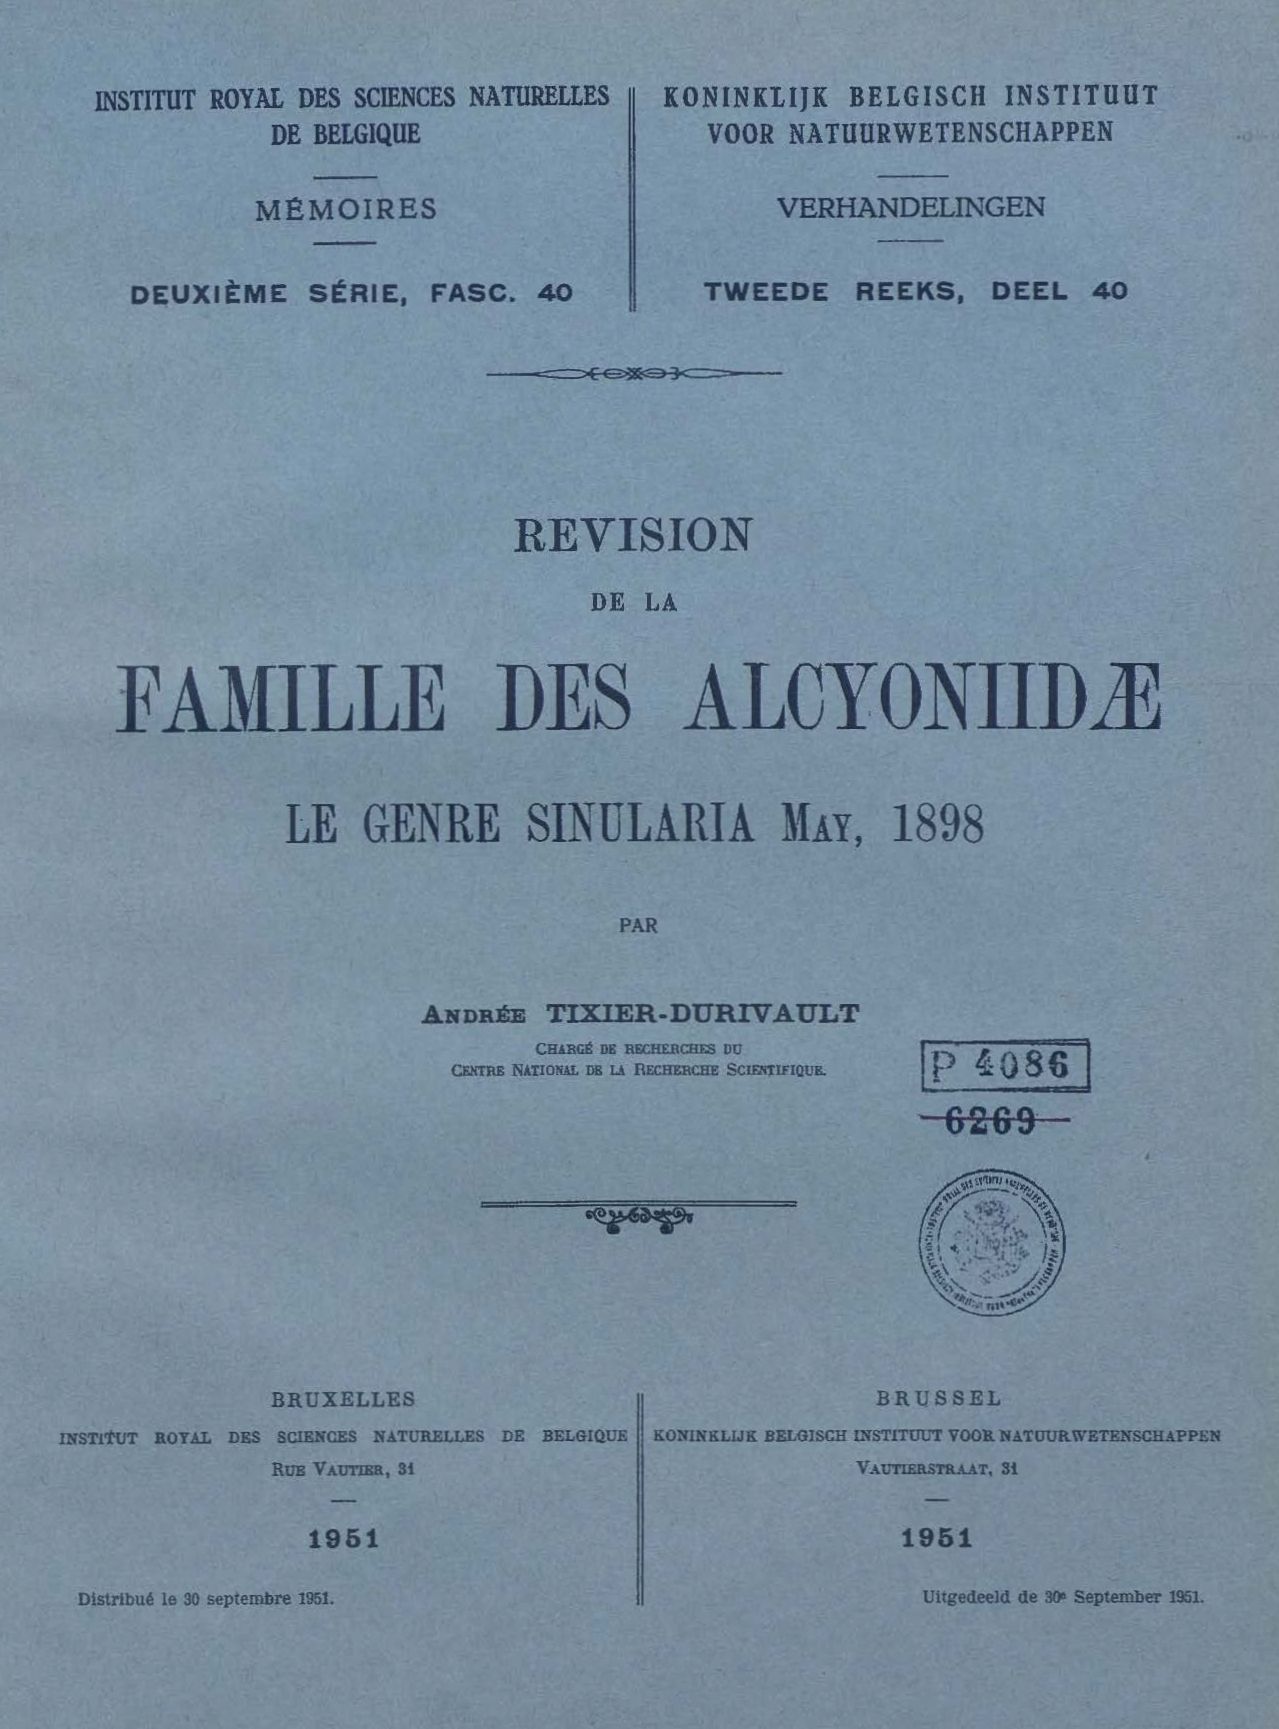 INSTITUT ROYAL DES SCIENCES NATURELLES
DE BELGIQUE
MÉMOIRES
DEUXIÈME SÉRIE, FASC. 40
KONINKLIJK BELGISCH INSTITUUT
VOOR NATUURWETENSCHAPPEN
VERHANDELINGEN
TWEEDE REEKS, DEEL 40
REVISION
DE LA
FAMILLE DES ALCYONIIDÆ
LE GENRE SINULARIA MAY, 1898
PAR
ANDRÉE TIXIER-DURIVAULT
CHARGÉ DE RECHERCHES DU
CENTRE NATIONAL DE LA RECHERCHE SCIENTIFIQUE.
P 4086
6269
BRUXELLES
INSTITUT ROYAL DES SCIENCES NATURELLES DE BELGIQUE
RUE VAUTIER, 31
1951
Distribué le 30 septembre 1951.
BRUSSEL
KONINKLIJK BELGISCH INSTITUUT VOOR NATUURWETENSCHAPPEN
VAUTIERSTRAAT, 31
1951
Uitgedeeld de 30e September 1951.